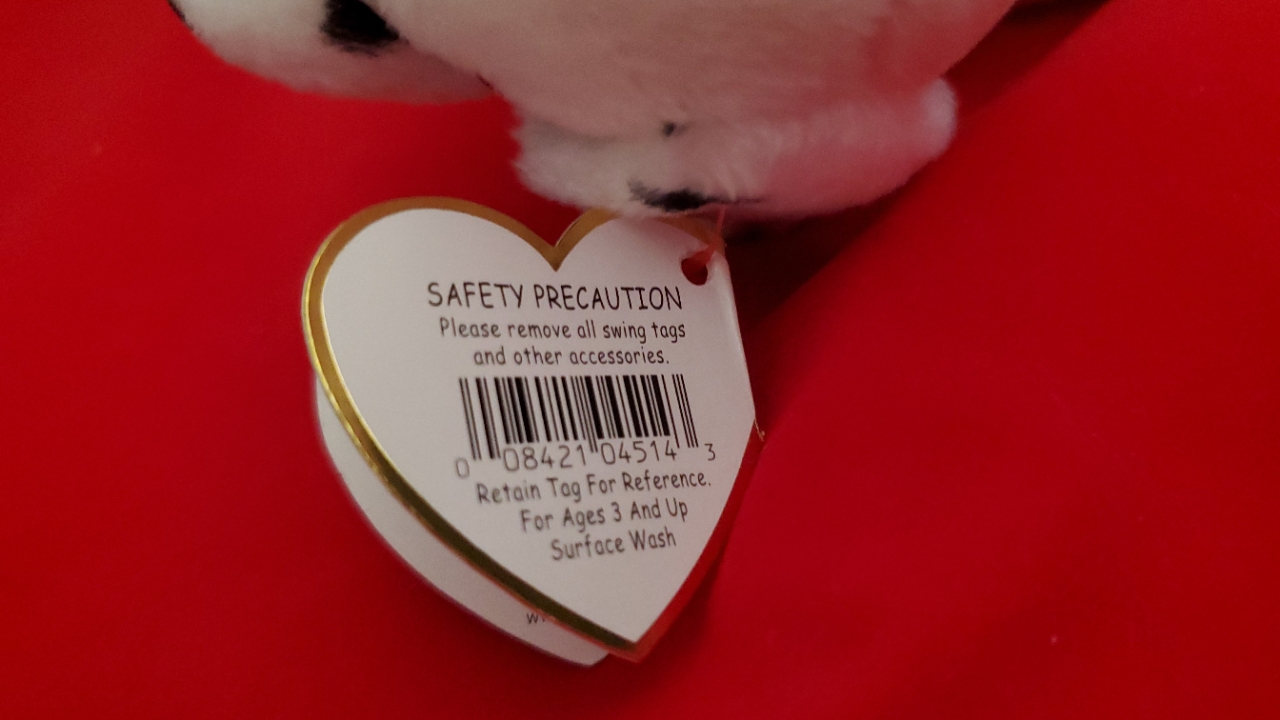 SAFETY PRECAUTION
Please remove all swing tags
and other accessories.
0 08421 04514 3
Retain Tag For Reference.
For Ages 3 And Up
Surface Wash